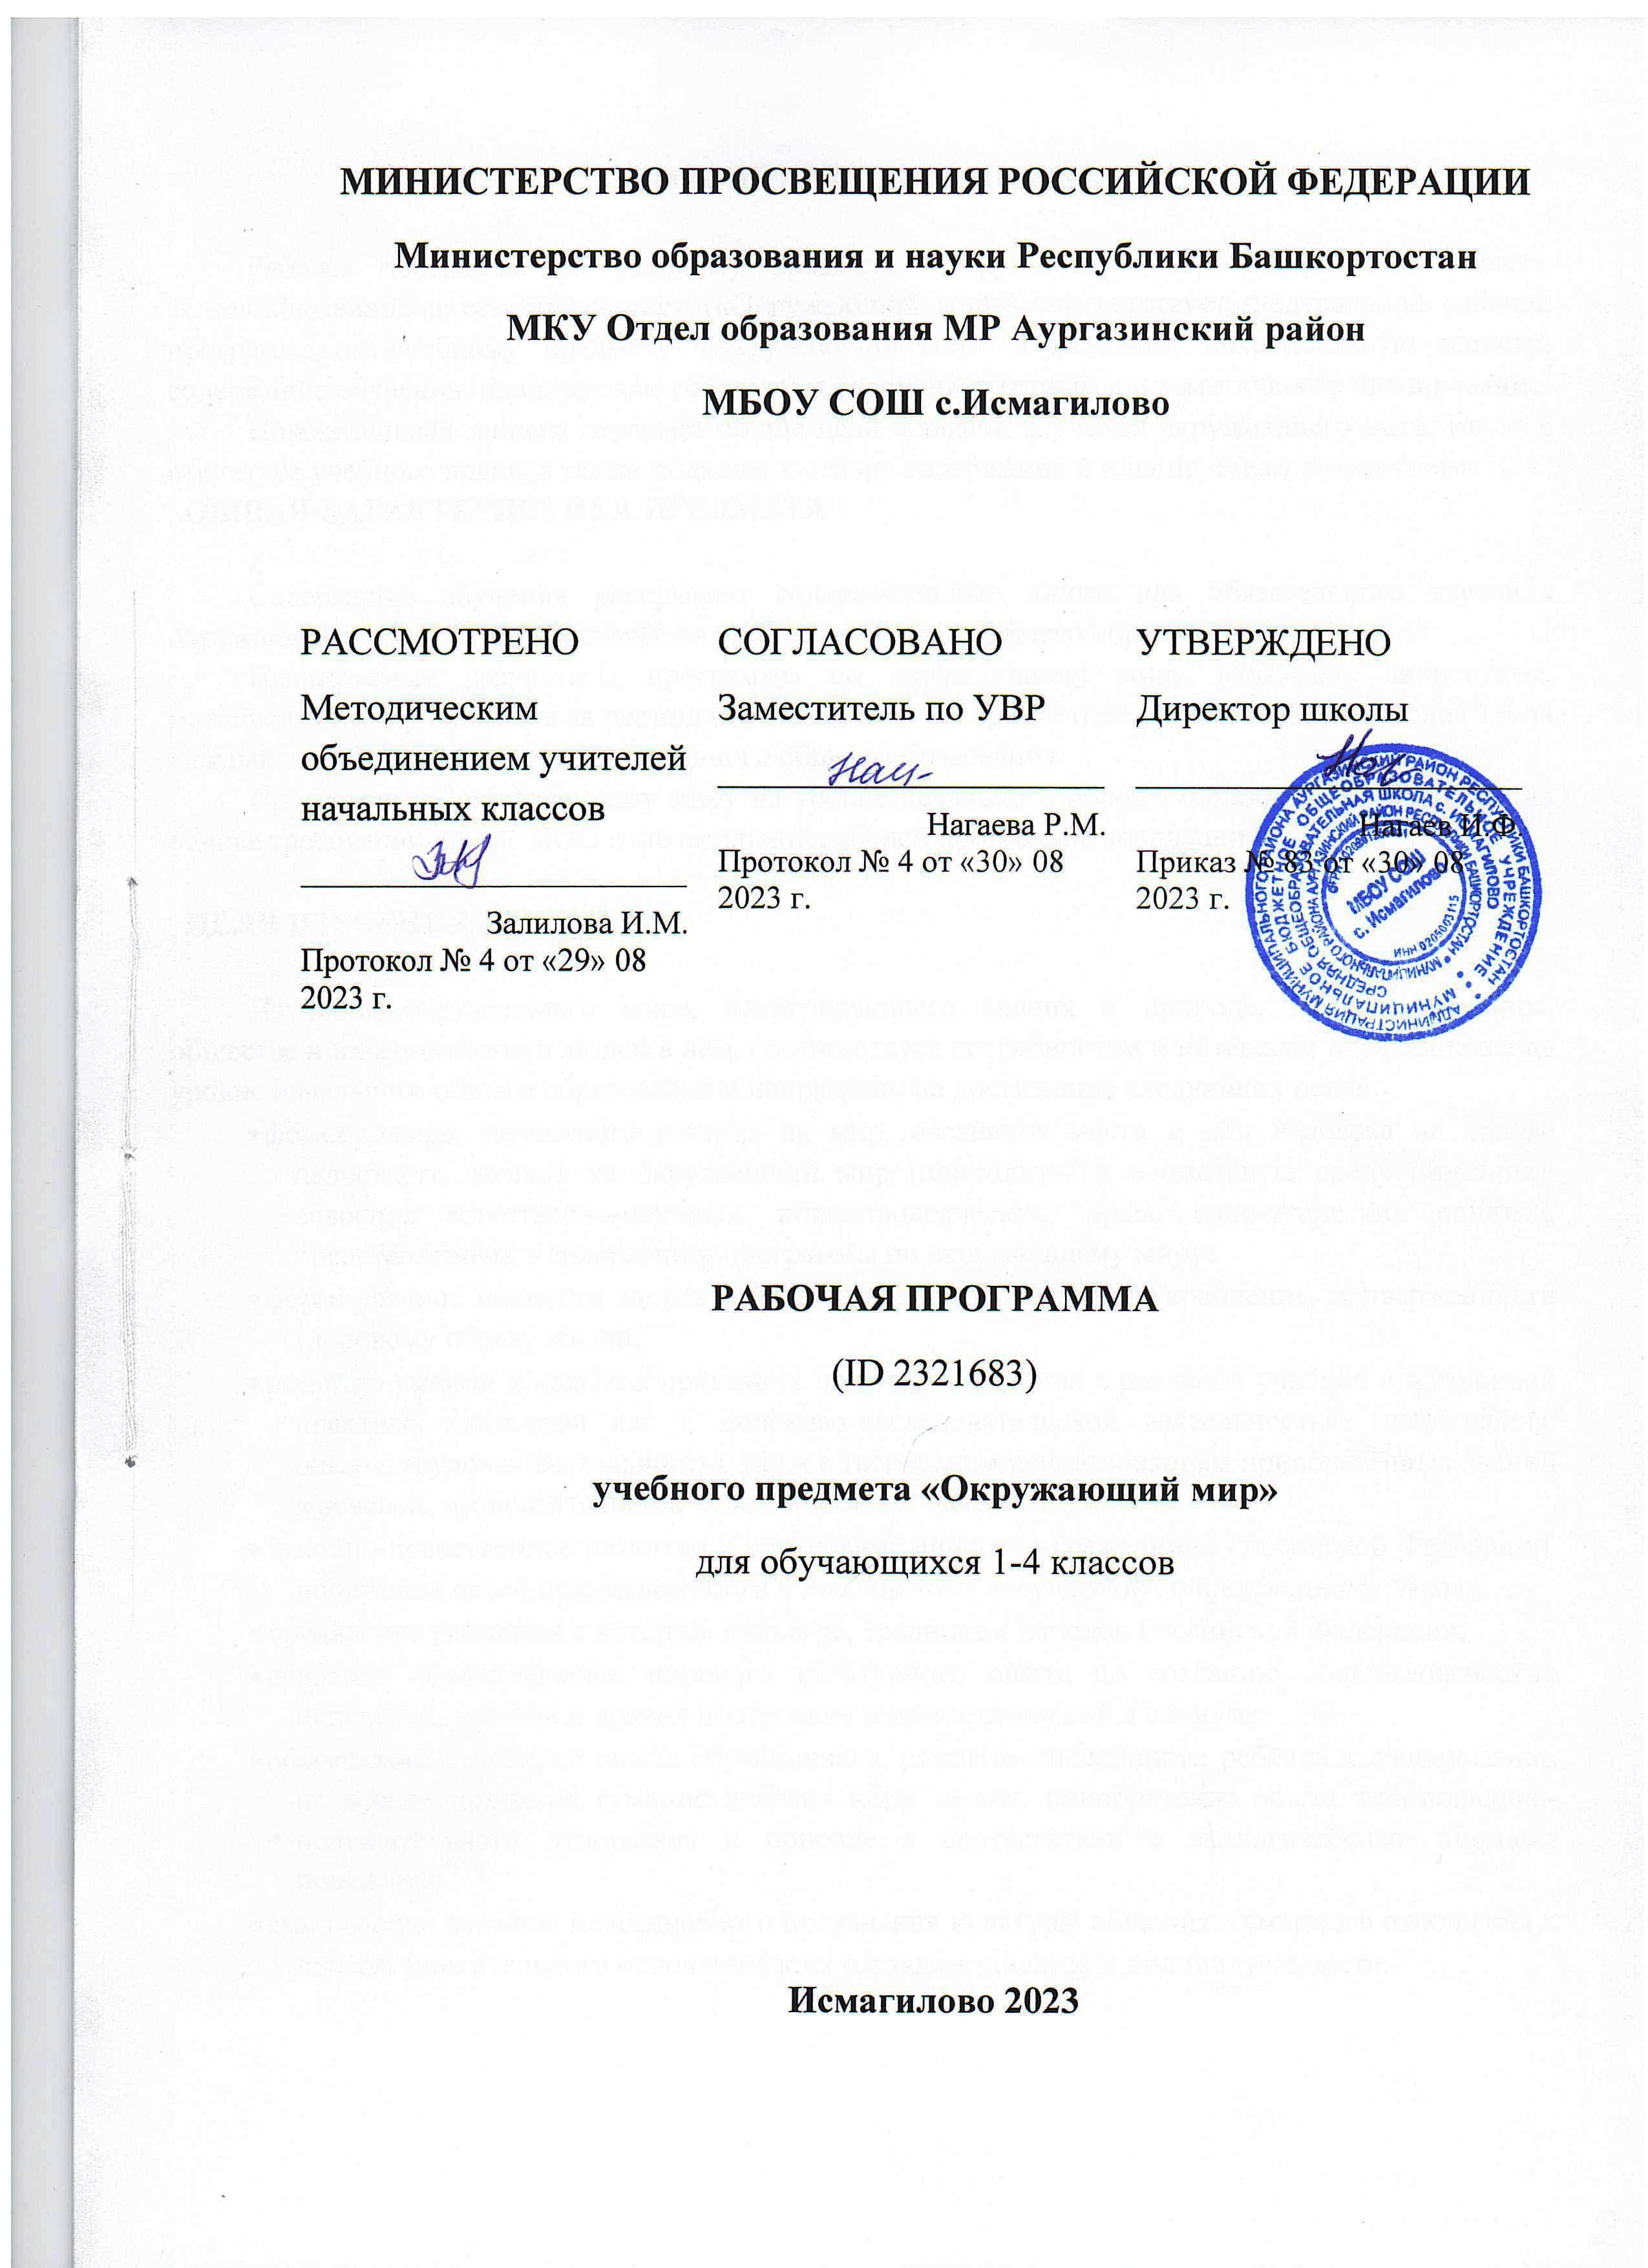 МИНИСТЕРСТВО ПРОСВЕЩЕНИЯ РОССИЙСКОЙ ФЕДЕРАЦИИ
Министерство образования и науки Республики Башкортостан
МКУ Отдел образования МР Аургазинский район
МБОУ СОШ с.Исмагилово
РАССМОТРЕНО
Методическим
объединением учителей
начальных классов
Залилова И.М.
Протокол № 4 от «29» 08
2023 г.
СОГЛАСОВАНО
Заместитель по УВР
Нагаева Р.М.
Протокол № 4 от «30» 08
2023 г.
УТВЕРЖДЕНО
Директор школы
Нагаев И.Ф.
Приказ № 83 от «30» 08
2023 г.
МБОУ СОШ
с. Исмагилово
РАБОЧАЯ ПРОГРАММА
(ID 2321683)
учебного предмета «Окружающий мир»
для обучающихся 1-4 классов
Исмагилово 2023